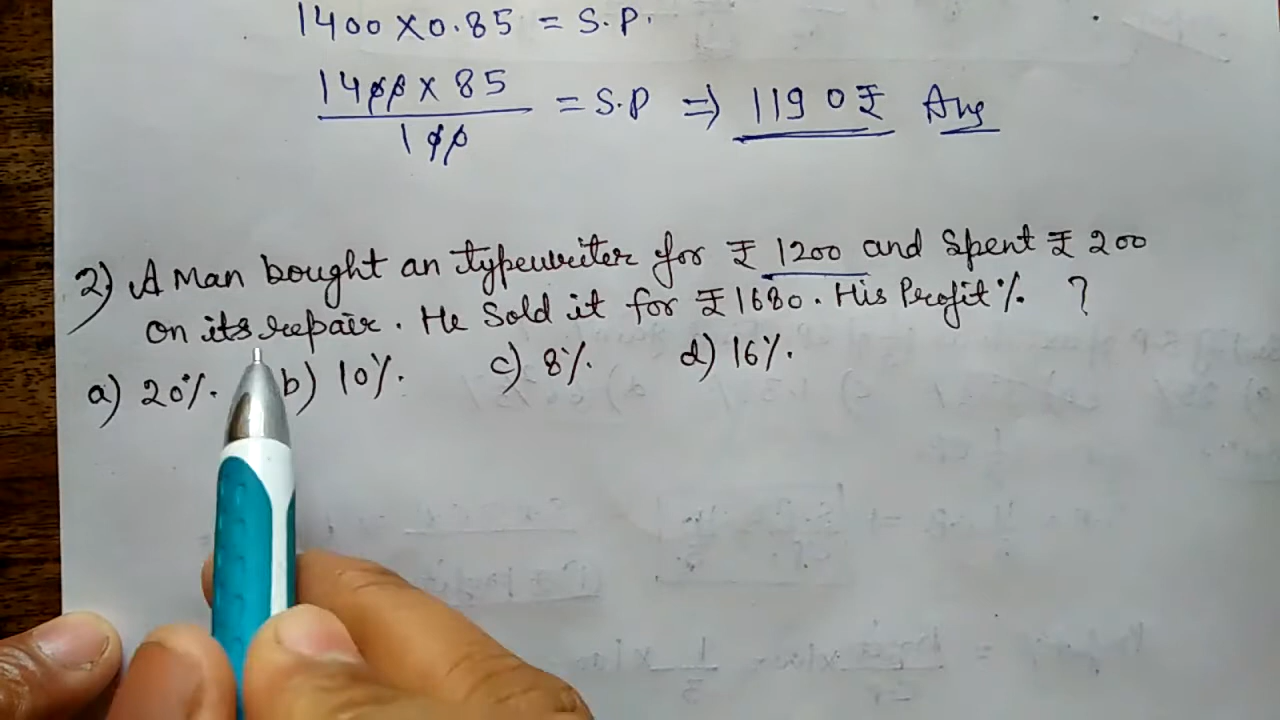 1400 × 0.85 = S.P.
1400 × 85
100
= S.P ⇒ 1190₹ Ans
2) A Man bought an typewriter for ₹ 1200 and Spent ₹ 200
on its repair. He Sold it for ₹ 1680. His Profit % ?
a) 20%. b) 10%. c) 8%. d) 16%.